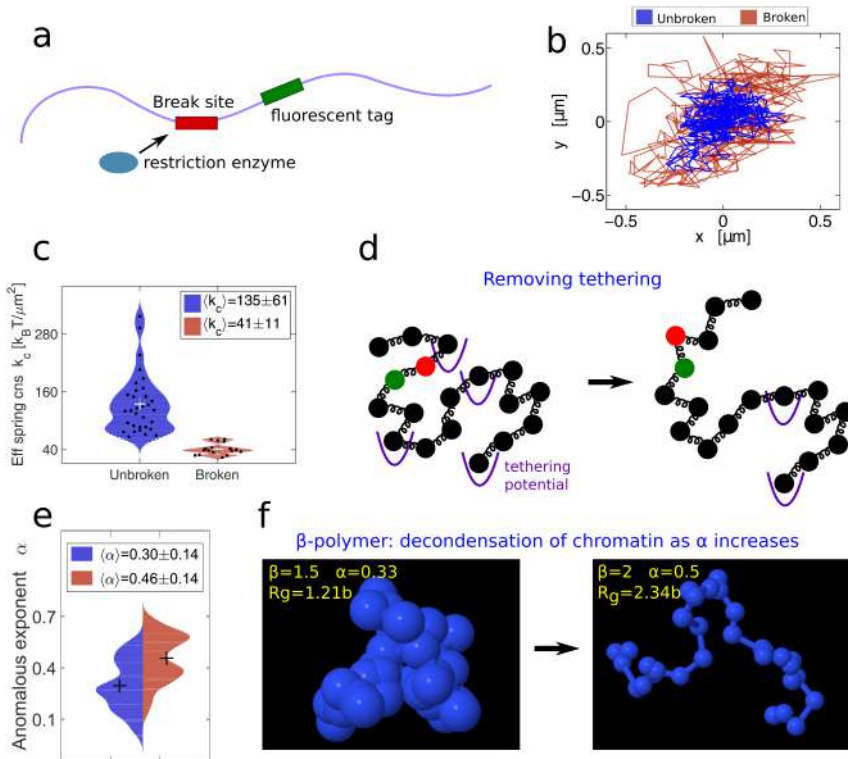 a
Break site
fluorescent tag
restriction enzyme
b
Unbroken
Broken
y [μm]
0.5
0
−0.5
−0.5
0
0.5
x [μm]
c
Eff spring cns k_c [k_BT/μm²]
280
160
40
⟨k_c⟩=135±61
⟨k_c⟩=41±11
Unbroken
Broken
d
Removing tethering
tethering
potential
e
Anomalous exponent α
0.7
0.4
0.1
⟨α⟩=0.30±0.14
⟨α⟩=0.46±0.14
f
β-polymer: decondensation of chromatin as α increases
β=1.5 α=0.33
Rg=1.21b
β=2 α=0.5
Rg=2.34b